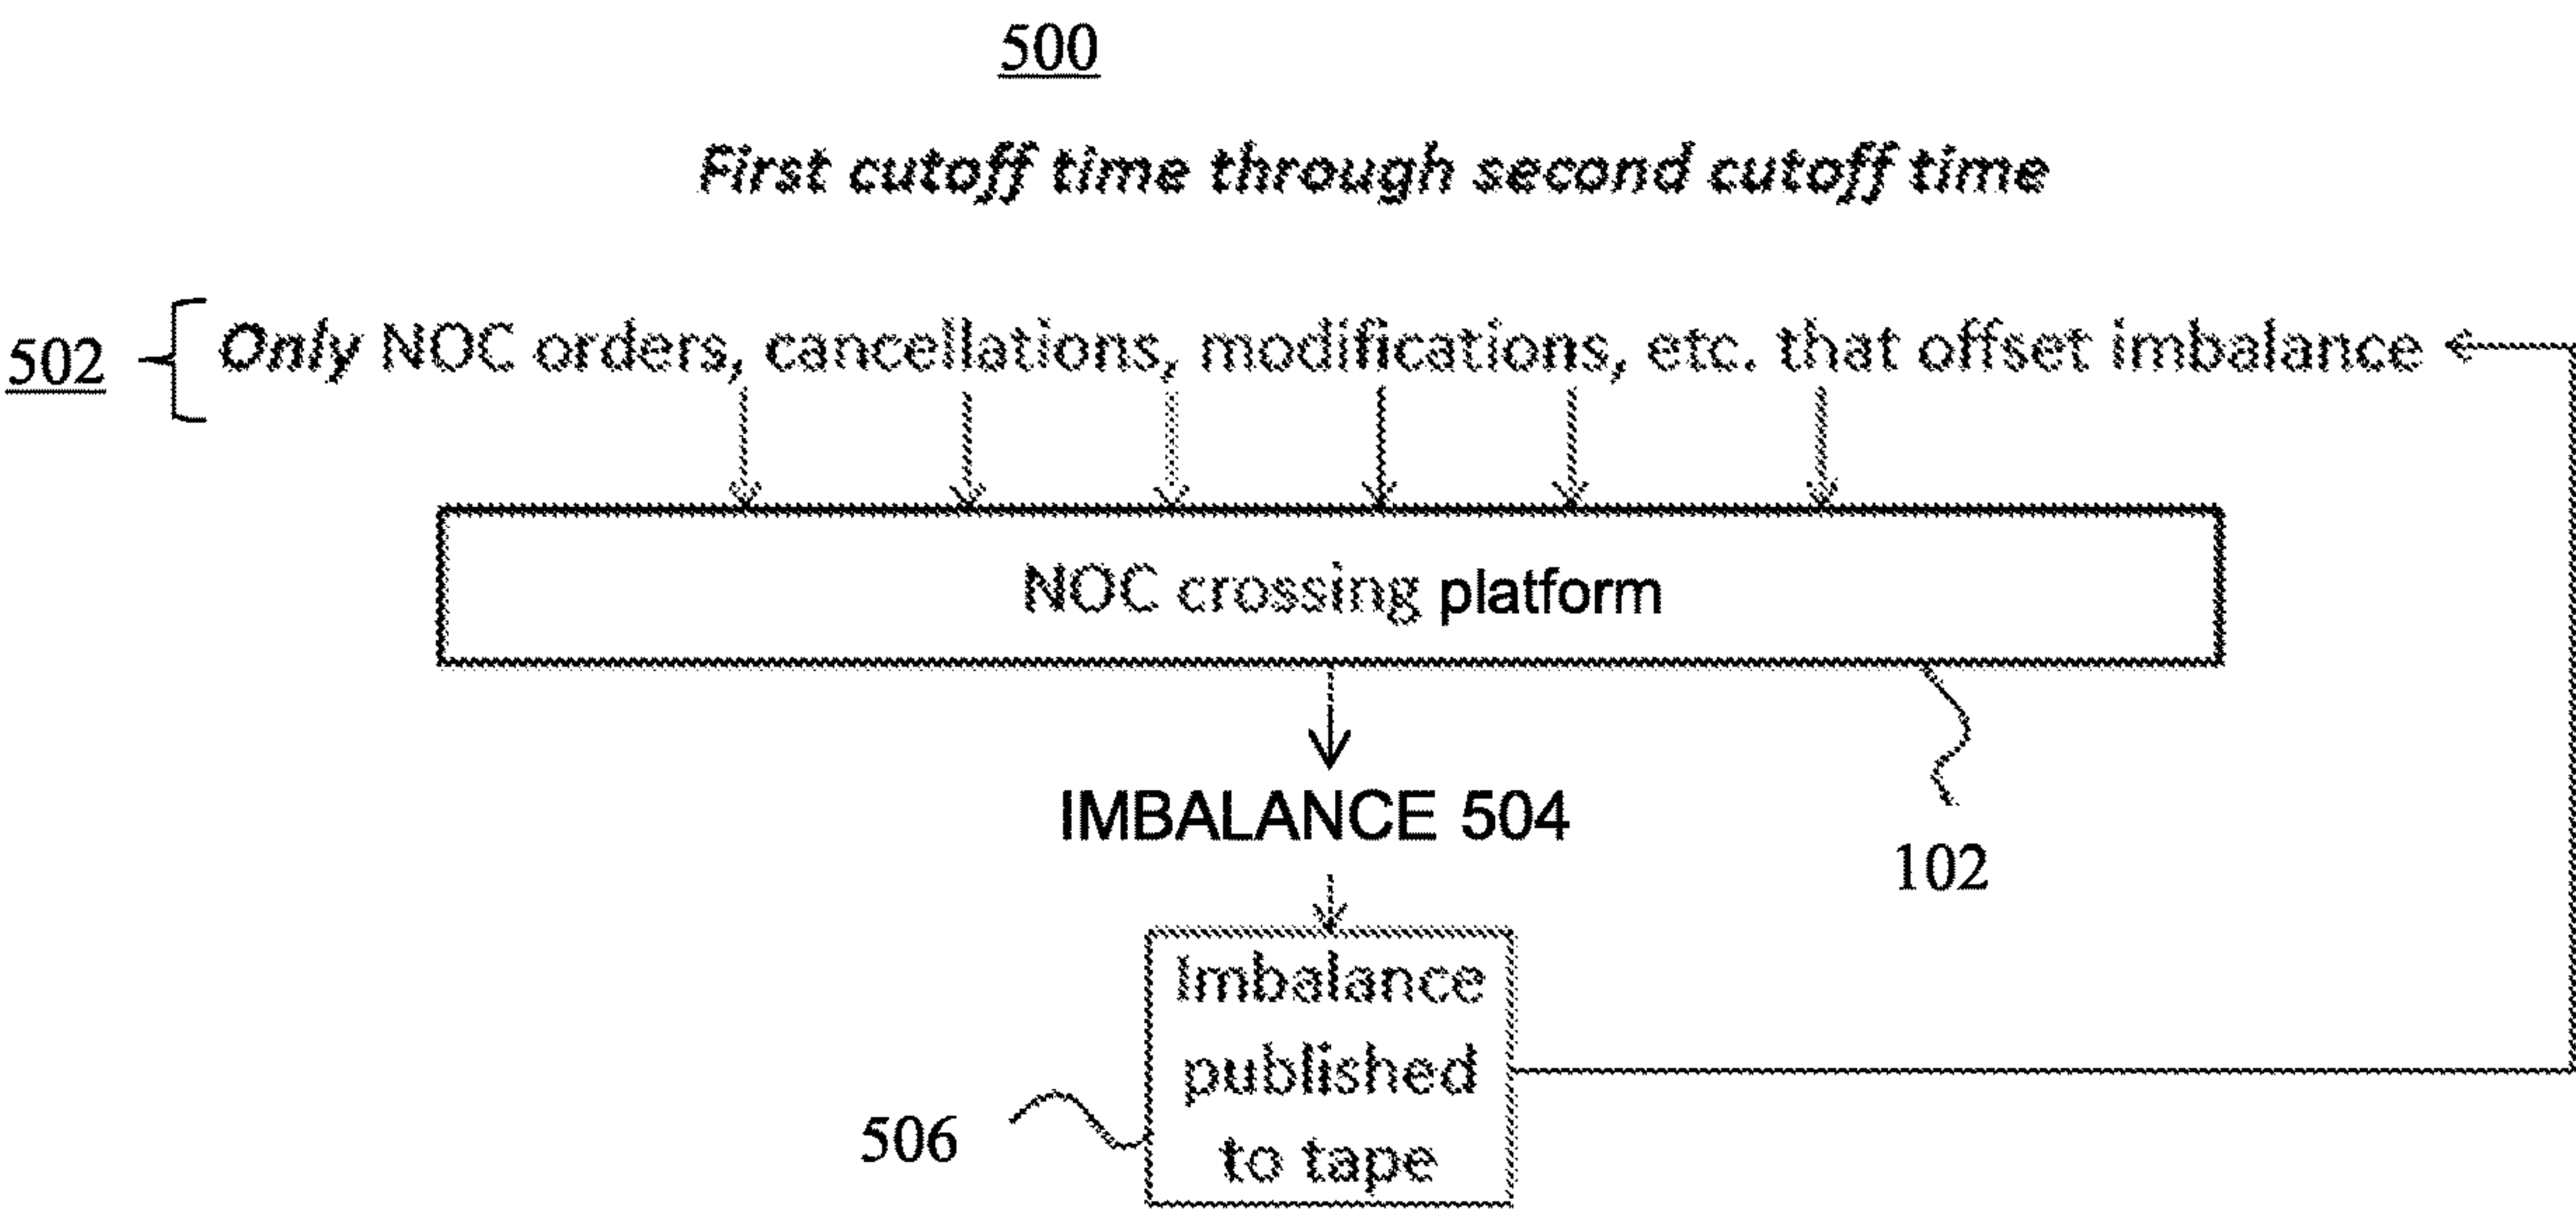 500
First cutoff time through second cutoff time
502 Only NOC orders, cancellations, modifications, etc. that offset imbalance
NOC crossing platform
IMBALANCE 504
102
Imbalance
published
506
to tape